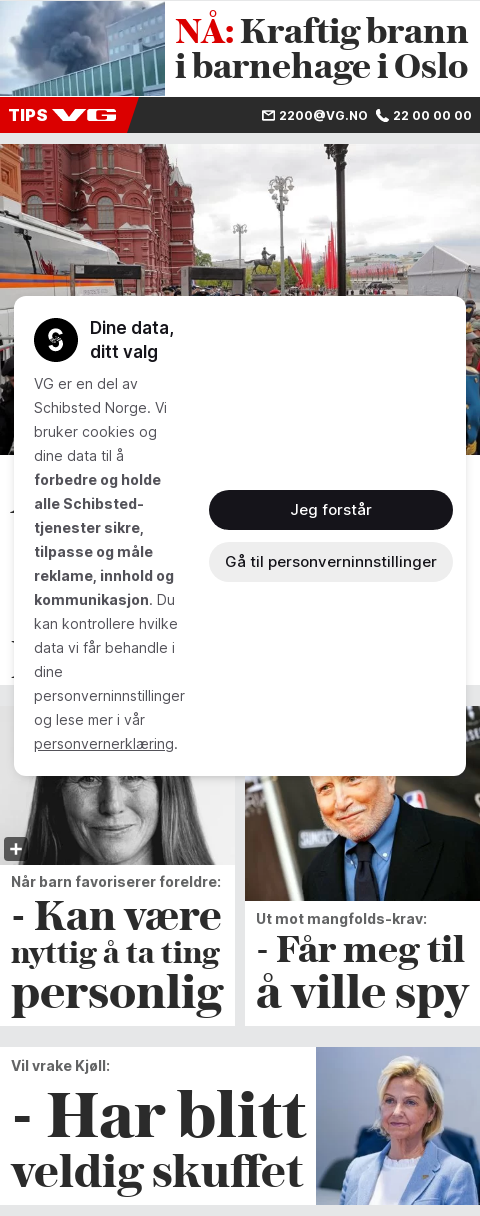 NÅ: Kraftig brann
i barnehage i Oslo
TIPS VG
2200@VG.NO 22 00 00 00
Dine data,
ditt valg
VG er en del av
Schibsted Norge. Vi
bruker cookies og
dine data til å
forbedre og holde
alle Schibsted-
tjenester sikre,
tilpasse og måle
reklame, innhold og
kommunikasjon. Du
kan kontrollere hvilke
data vi får behandle i
dine
personverninnstillinger
og lese mer i vår
personvernerklæring.
Jeg forstår
Gå til personverninnstillinger
Når barn favoriserer foreldre:
- Kan være
nyttig å ta ting
personlig
Ut mot mangfolds-krav:
- Får meg til
å ville spy
Vil vrake Kjøll:
- Har blitt
veldig skuffet